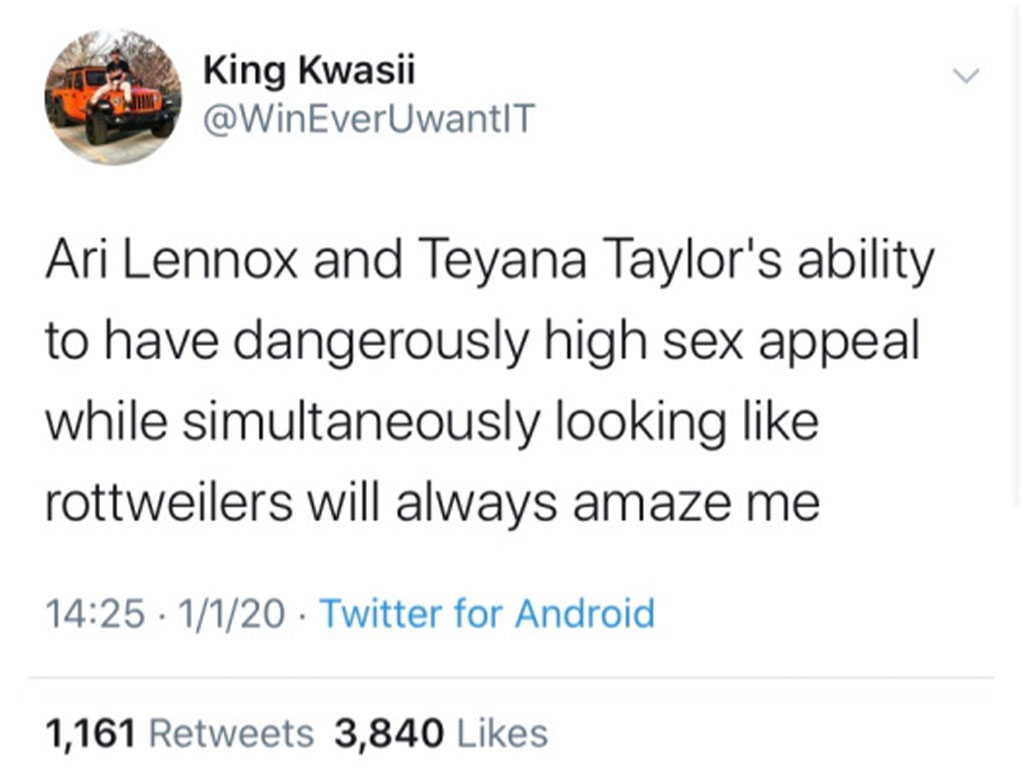 King Kwasii
@WinEverUwantIT
Ari Lennox and Teyana Taylor's ability
to have dangerously high sex appeal
while simultaneously looking like
rottweilers will always amaze me
14:25 · 1/1/20 · Twitter for Android
1,161 Retweets 3,840 Likes